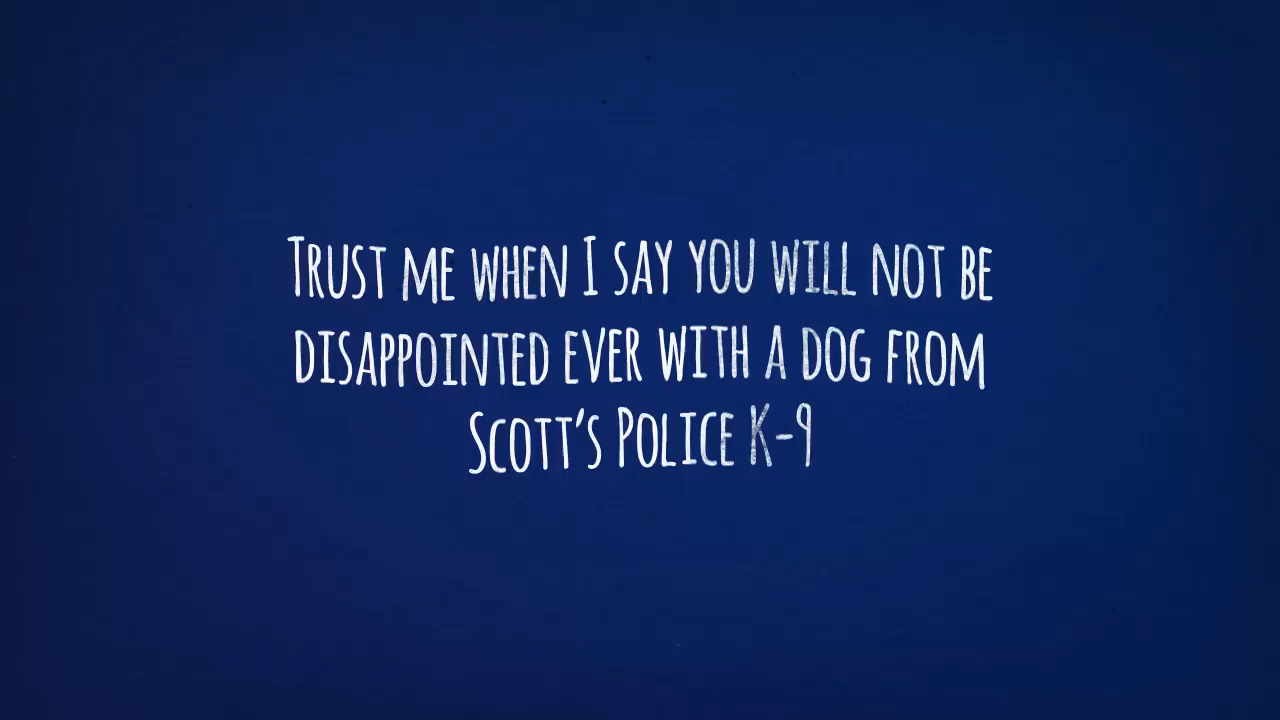 Trust me when I say you will not be
disappointed ever with a dog from
Scott's Police K-9